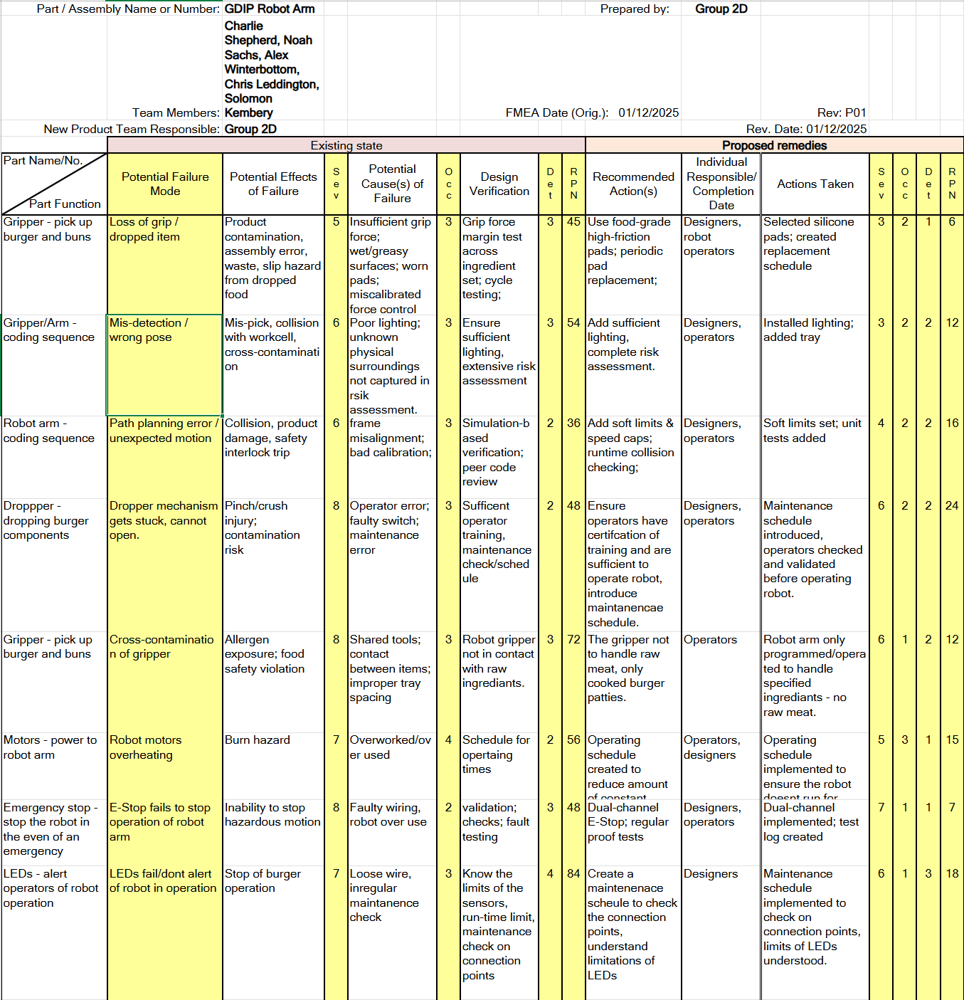 Part / Assembly Name or Number: GDIP Robot Arm Prepared by: Group 2D
Charlie
Shepherd, Noah
Sachs, Alex
Winterbottom,
Chris Leddington,
Solomon
Team Members: Kembery FMEA Date (Orig.): 01/12/2025 Rev: P01
New Product Team Responsible: Group 2D Rev. Date: 01/12/2025
Existing state Proposed remedies
Part Name/No.
Part Function
Potential Failure
Mode
Potential Effects
of Failure
S
e
v
Potential
Cause(s) of
Failure
O
c
c
Design
Verification
D
e
t
R
P
N
Recommended
Action(s)
Individual
Responsible/
Completion
Date
Actions Taken
S
e
v
O
c
c
D
e
t
R
P
N
Gripper - pick up
burger and buns
Loss of grip /
dropped item
Product
contamination,
assembly error,
waste, slip hazard
from dropped
food
5
Insufficient grip
force;
wet/greasy
surfaces; worn
pads;
miscalibrated
force control
3
Grip force
margin test
across
ingredient
set; cycle
testing;
3
45
Use food-grade
high-friction
pads; periodic
pad
replacement;
Designers,
robot
operators
Selected silicone
pads; created
replacement
schedule
3
2
1
6
Gripper/Arm -
coding sequence
Mis-detection /
wrong pose
Mis-pick, collision
with workcell,
cross-contaminati
on
6
Poor lighting;
unknown
physical
surroundings
not captured in
rsik
assessment.
3
Ensure
sufficient
lighting,
extensive risk
assessment
3
54
Add sufficient
lighting,
complete risk
assessment.
Designers,
operators
Installed lighting;
added tray
3
2
2
12
Robot arm -
coding sequence
Path planning error /
unexpected motion
Collision, product
damage, safety
interlock trip
6
frame
misalignment;
bad calibration;
3
Simulation-b
ased
verification;
peer code
review
2
36
Add soft limits &
speed caps;
runtime collision
checking;
Designers,
operators
Soft limits set; unit
tests added
4
2
2
16
Droppper -
dropping burger
components
Dropper mechanism
gets stuck, cannot
open.
Pinch/crush
injury;
contamination
risk
8
Operator error;
faulty switch;
maintenance
error
3
Sufficent
operator
training,
maintenance
check/sched
ule
2
48
Ensure
operators have
certifcation of
training and are
sufficient to
operate robot,
introduce
maintanencae
schedule.
Designers,
operators
Maintenance
schedule
introduced,
operators checked
and validated
before operating
robot.
6
2
2
24
Gripper - pick up
burger and buns
Cross-contaminatio
n of gripper
Allergen
exposure; food
safety violation
8
Shared tools;
contact
between items;
improper tray
spacing
3
Robot gripper
not in contact
with raw
ingrediants.
3
72
The gripper not
to handle raw
meat, only
cooked burger
patties.
Operators
Robot arm only
programmed/opera
ted to handle
specified
ingrediants - no
raw meat.
6
1
2
12
Motors - power to
robot arm
Robot motors
overheating
Burn hazard
7
Overworked/ov
er used
4
Schedule for
opertaing
times
2
56
Operating
schedule
created to
reduce amount
of constant
Operators,
designers
Operating
schedule
implemented to
ensure the robot
doesnt run for
5
3
1
15
Emergency stop -
stop the robot in
the even of an
emergency
E-Stop fails to stop
operation of robot
arm
Inability to stop
hazardous motion
8
Faulty wiring,
robot over use
2
validation;
checks; fault
testing
3
48
Dual-channel
E-Stop; regular
proof tests
Designers,
operators
Dual-channel
implemented; test
log created
7
1
1
7
LEDs - alert
operators of robot
operation
LEDs fail/dont alert
of robot in operation
Stop of burger
operation
7
Loose wire,
inregular
maintanence
check
3
Know the
limits of the
sensors,
run-time limit,
maintenance
check on
connection
points
4
84
Create a
maintenenace
scheule to check
the connection
points,
understand
limitations of
LEDs
Designers
Maintenance
schedule
implemented to
check on
connection points,
limits of LEDs
understood.
6
1
3
18